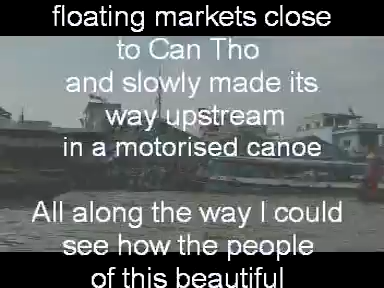 floating markets close
to Can Tho
and slowly made its
way upstream
in a motorised canoe
All along the way I could
see how the people
of this beautiful